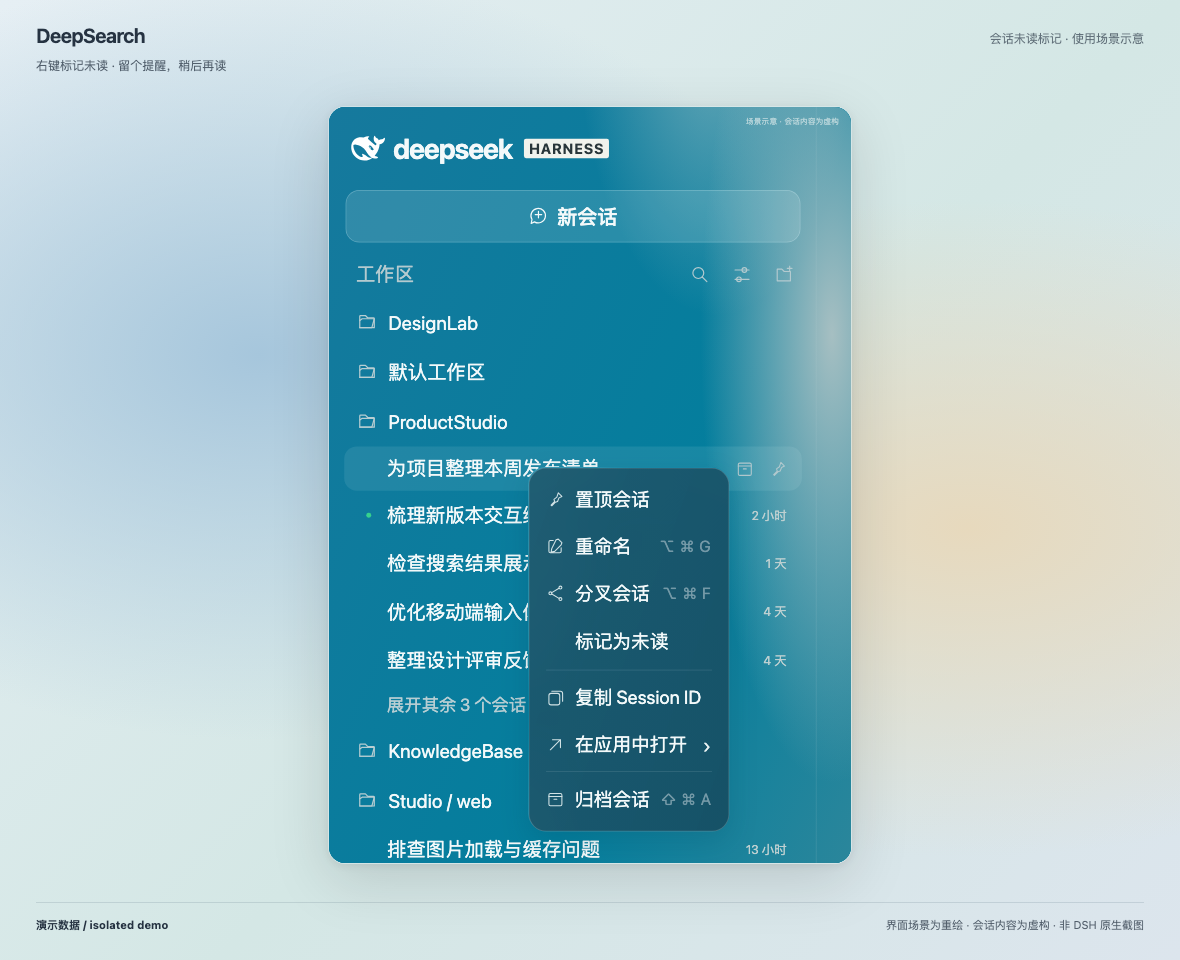 DeepSearch
右键标记未读 · 留个提醒，稍后再读
会话未读标记 · 使用场景示意
场景示意 · 会话内容为虚构
deepseek HARNESS
新会话
工作区
DesignLab
默认工作区
ProductStudio
为项目整理本周发布清单
置顶会话
梳理新版本交互
2 小时
重命名 ⌥ ⌘ G
检查搜索结果展
1 天
分叉会话 ⌥ ⌘ F
优化移动端输入
4 天
标记为未读
整理设计评审反
4 天
复制 Session ID
展开其余 3 个会话
在应用中打开 ›
KnowledgeBase
归档会话 ⇧ ⌘ A
Studio / web
排查图片加载与缓存问题
13 小时
演示数据 / isolated demo
界面场景为重绘 · 会话内容为虚构 · 非 DSH 原生截图